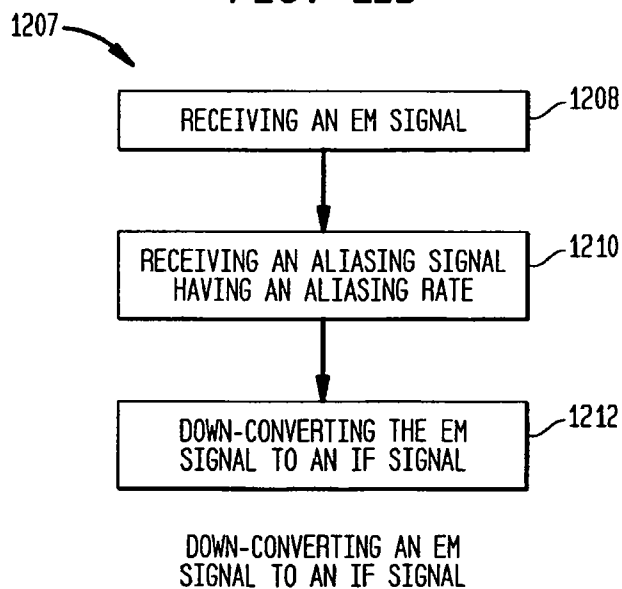 1207
RECEIVING AN EM SIGNAL
1208
RECEIVING AN ALIASING SIGNAL
HAVING AN ALIASING RATE
1210
DOWN-CONVERTING THE EM
SIGNAL TO AN IF SIGNAL
1212
DOWN-CONVERTING AN EM
SIGNAL TO AN IF SIGNAL